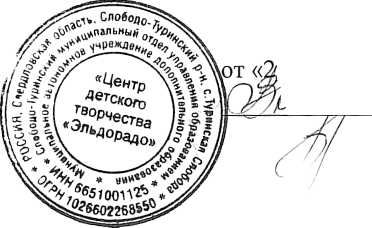 РОССИЯ, Свердловская область, Слободо-Туринский р-н, с.Туринская Слобода
* ОГРН 1026602268550 *
Слободо-Туринский муниципальный отдел управления образованием
* ИНН 6651001125 *
Муниципальное автономное учреждение дополнительного образования *
«Центр
детского
творчества
«Эльдорадо»
от «2